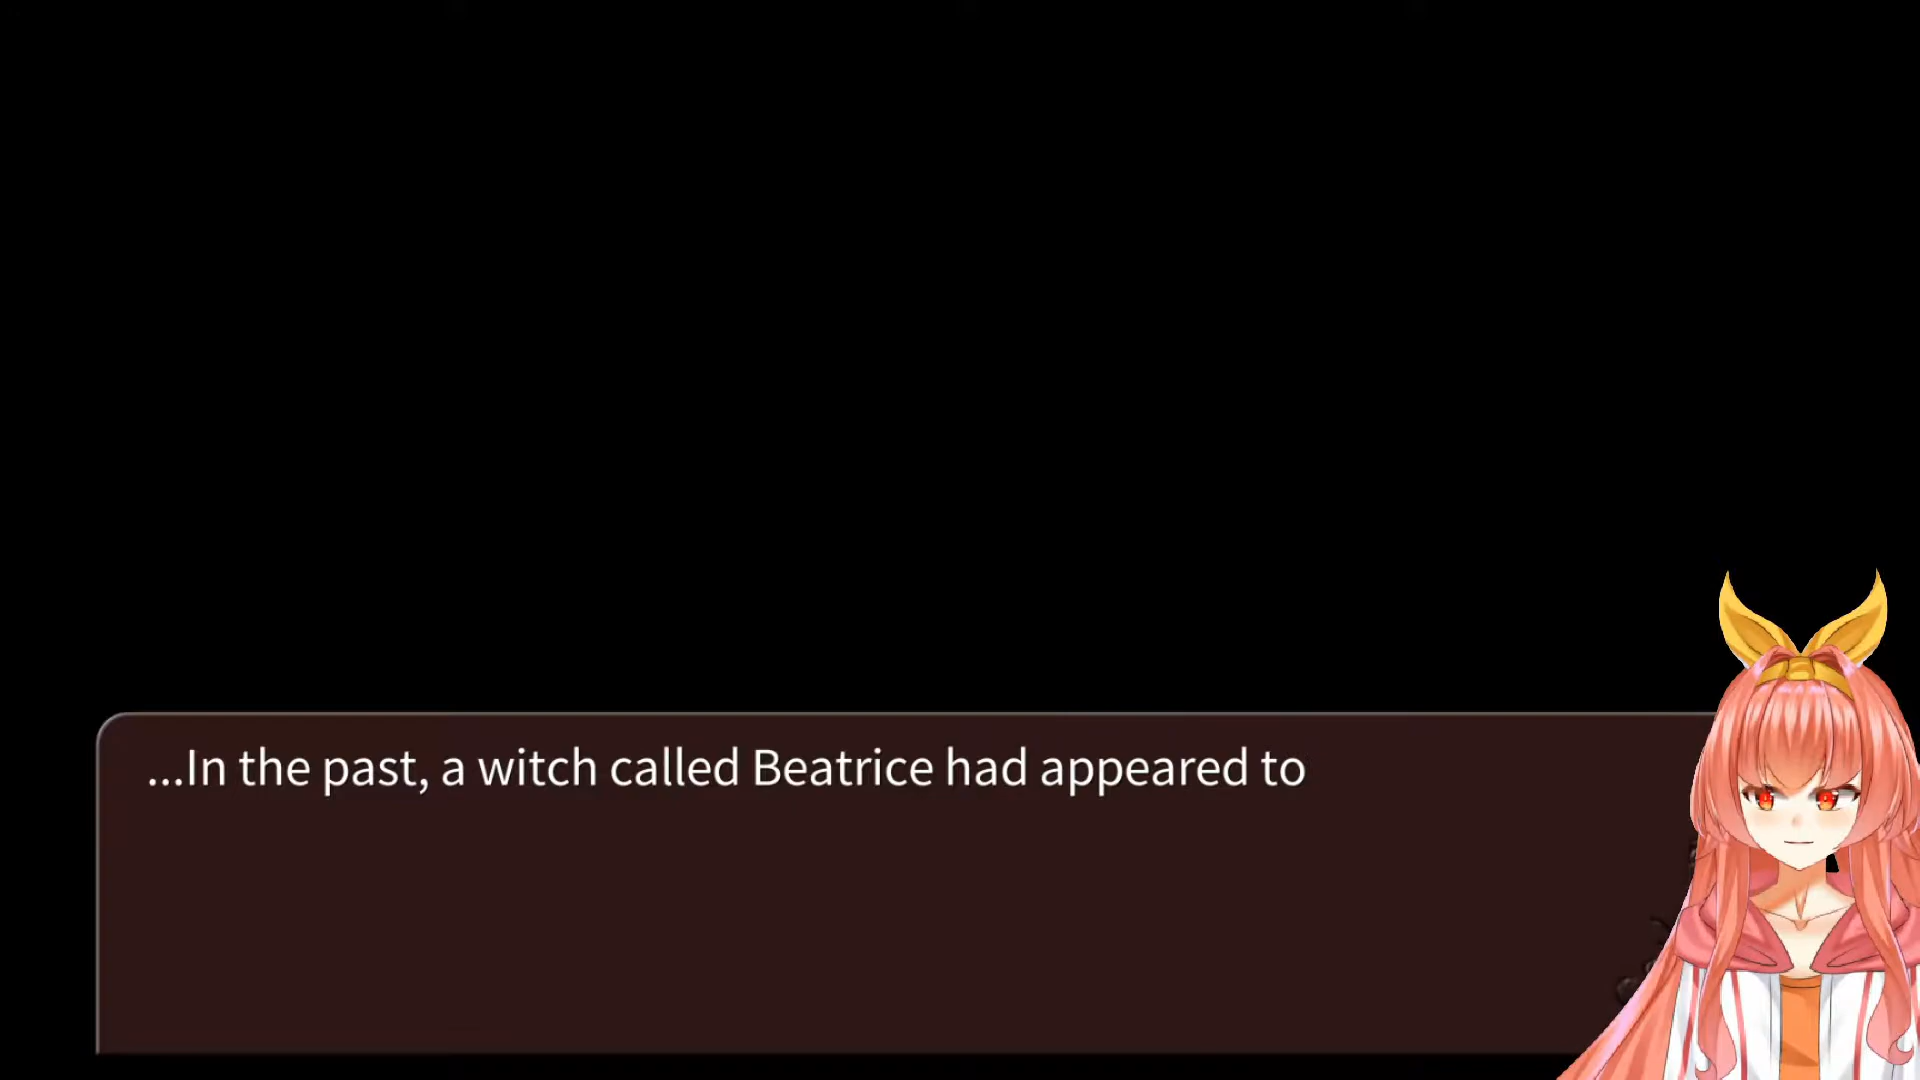 ...In the past, a witch called Beatrice had appeared to